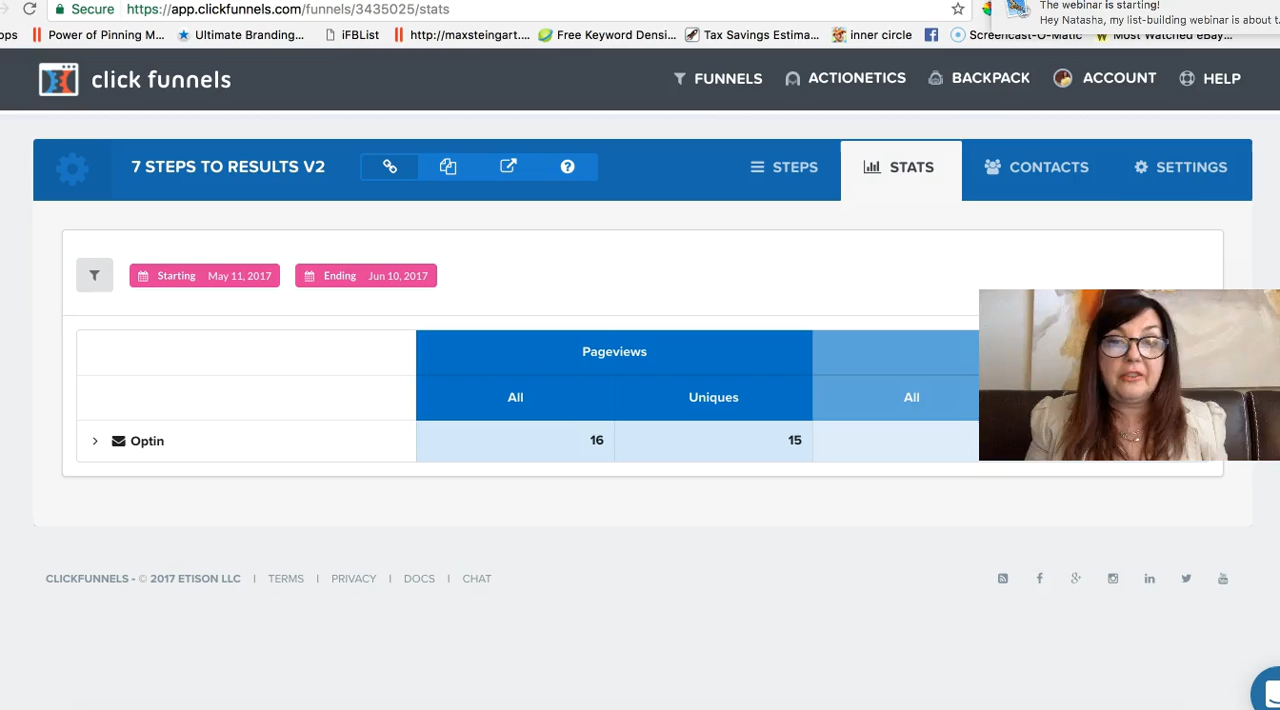 Secure https://app.clickfunnels.com/funnels/3435025/stats
The webinar is starting!
Hey Natasha, my list-building webinar is about t...
ops Power of Pinning M... Ultimate Branding... iFBList http://maxsteingart.... Free Keyword Densi... Tax Savings Estima... inner circle Screencast-O-Matic Most Watched eBay...
click funnels FUNNELS ACTIONETICS BACKPACK ACCOUNT HELP
7 STEPS TO RESULTS V2 STEPS STATS CONTACTS SETTINGS
Starting May 11, 2017 Ending Jun 10, 2017
Pageviews
All Uniques All
Optin 16 15
CLICKFUNNELS - © 2017 ETISON LLC | TERMS | PRIVACY | DOCS | CHAT